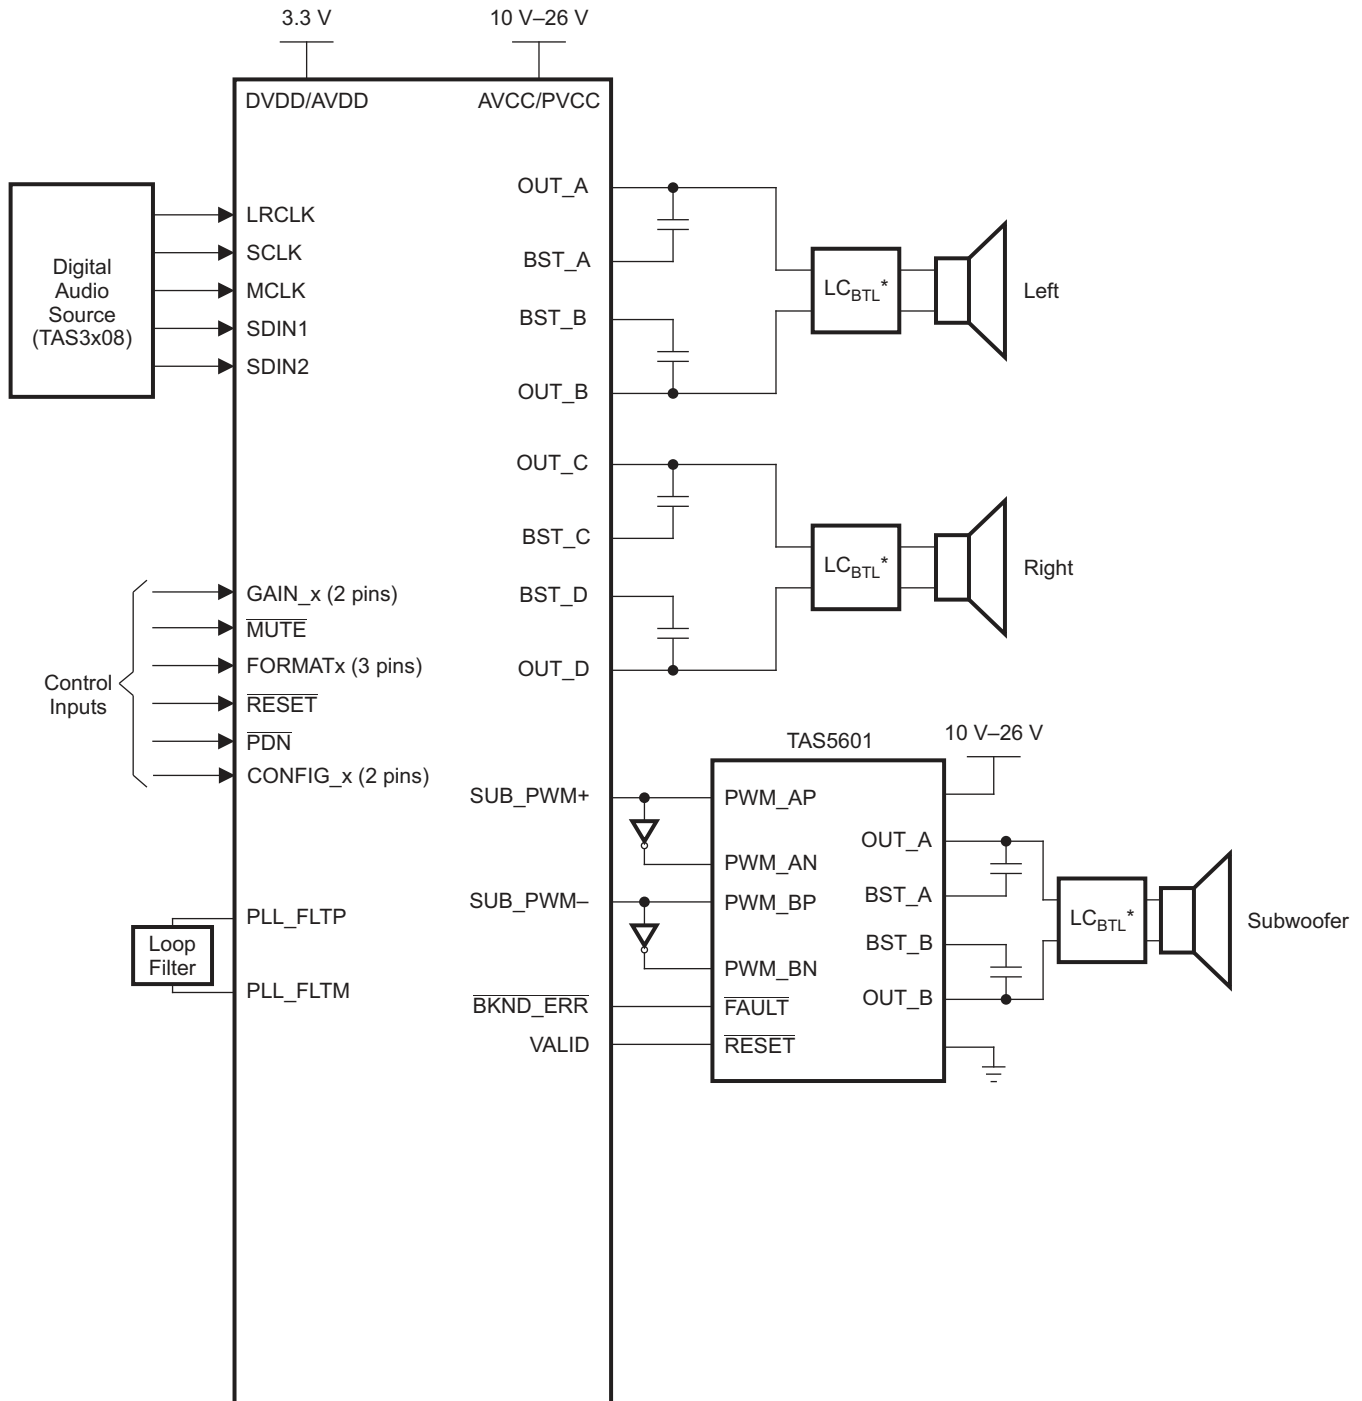 3.3 V
10 V–26 V
DVDD/AVDD
AVCC/PVCC
Digital
Audio
Source
(TAS3x08)
LRCLK
SCLK
MCLK
SDIN1
SDIN2
OUT_A
BST_A
BST_B
OUT_B
LCBTL*
Left
OUT_C
BST_C
BST_D
OUT_D
LCBTL*
Right
Control
Inputs
GAIN_x (2 pins)
MUTE
FORMATx (3 pins)
RESET
PDN
CONFIG_x (2 pins)
Loop
Filter
PLL_FLTP
PLL_FLTM
SUB_PWM+
SUB_PWM–
BKND_ERR
VALID
TAS5601
10 V–26 V
PWM_AP
PWM_AN
PWM_BP
PWM_BN
FAULT
RESET
OUT_A
BST_A
BST_B
OUT_B
LCBTL*
Subwoofer